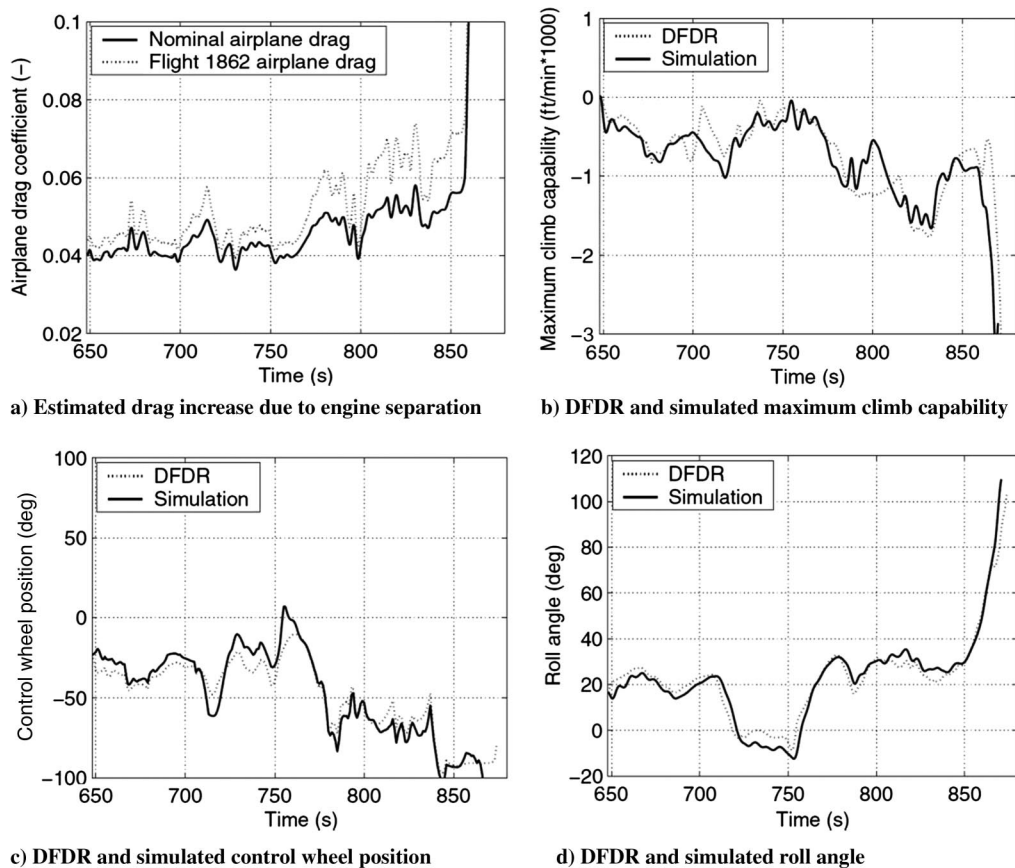 0.1
0.08
0.06
0.04
0.02
Airplane drag coefficient (−)
Nominal airplane drag
Flight 1862 airplane drag
650 700 750 800 850
Time (s)
a) Estimated drag increase due to engine separation
1
0
−1
−2
−3
Maximum climb capability (ft/min*1000)
DFDR
Simulation
650 700 750 800 850
Time (s)
b) DFDR and simulated maximum climb capability
100
50
0
−50
−100
Control wheel position (deg)
DFDR
Simulation
650 700 750 800 850
Time (s)
c) DFDR and simulated control wheel position
120
100
80
60
40
20
0
−20
Roll angle (deg)
DFDR
Simulation
650 700 750 800 850
Time (s)
d) DFDR and simulated roll angle